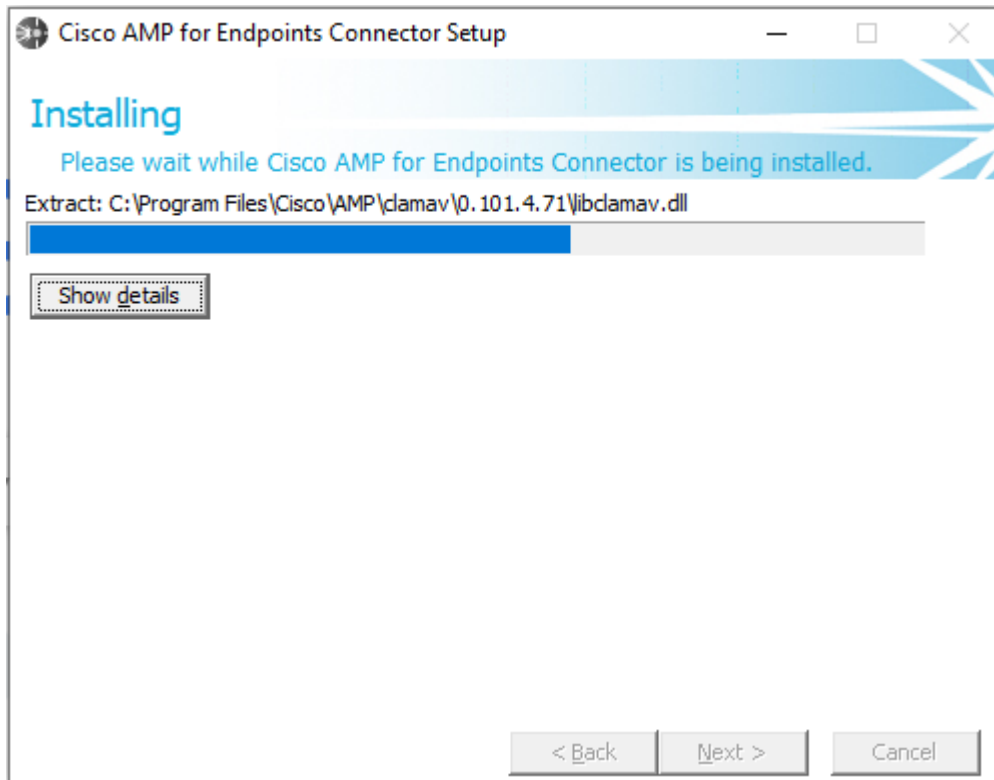 Cisco AMP for Endpoints Connector Setup
Installing
Please wait while Cisco AMP for Endpoints Connector is being installed.
Extract: C:\Program Files\Cisco\AMP\clamav\0.101.4.71\libclamav.dll
Show details
< Back Next > Cancel